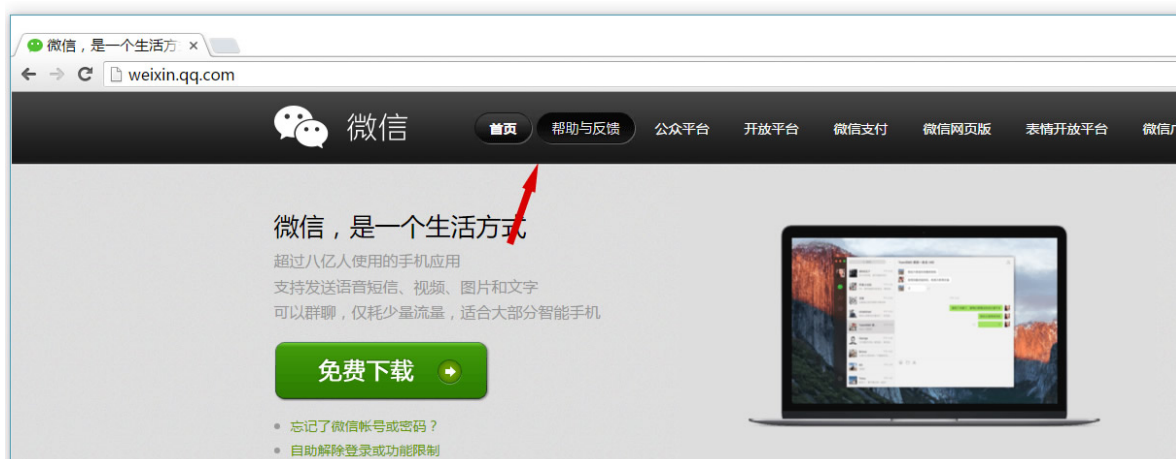 微信，是一个生活方
weixin.qq.com
微信
首页 帮助与反馈 公众平台 开放平台 微信支付 微信网页版 表情开放平台 微信广
微信，是一个生活方式
超过八亿人使用的手机应用
支持发送语音短信、视频、图片和文字
可以群聊，仅耗少量流量，适合大部分智能手机
免费下载
忘记了微信帐号或密码？
自助解除登录或功能限制